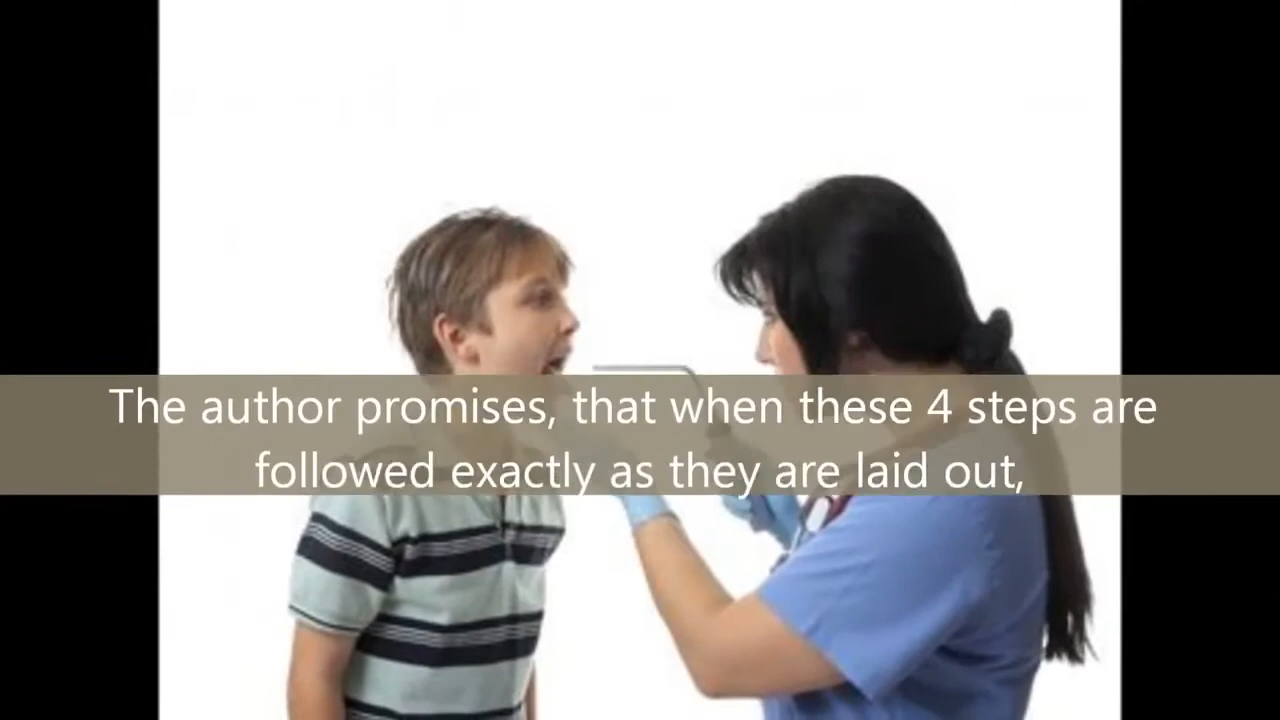 The author promises, that when these 4 steps are
followed exactly as they are laid out,